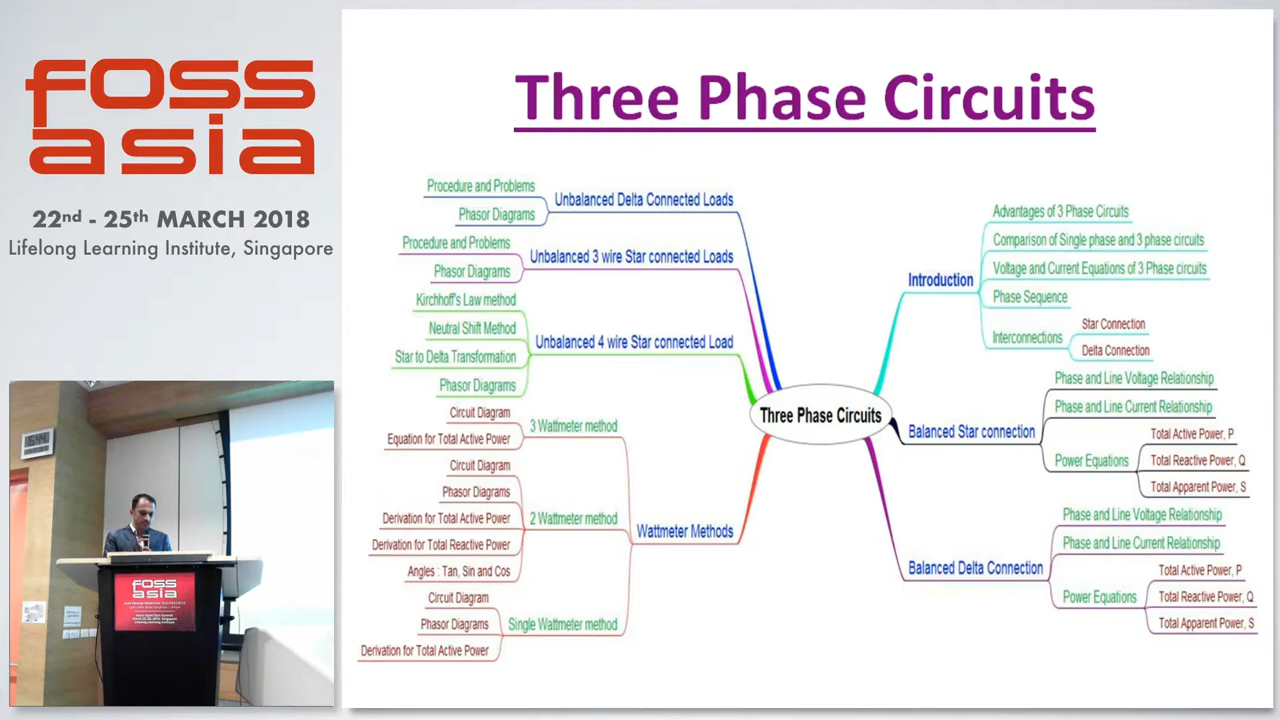 foss
asia
22nd - 25th MARCH 2018
Lifelong Learning Institute, Singapore
foss
asia
Three Phase Circuits
Three Phase Circuits
Unbalanced Delta Connected Loads
Procedure and Problems
Phasor Diagrams
Unbalanced 3 wire Star connected Loads
Procedure and Problems
Phasor Diagrams
Unbalanced 4 wire Star connected Load
Kirchhoff's Law method
Neutral Shift Method
Star to Delta Transformation
Phasor Diagrams
Wattmeter Methods
3 Wattmeter method
Circuit Diagram
Equation for Total Active Power
2 Wattmeter method
Circuit Diagram
Phasor Diagrams
Derivation for Total Active Power
Derivation for Total Reactive Power
Angles : Tan, Sin and Cos
Single Wattmeter method
Circuit Diagram
Phasor Diagrams
Derivation for Total Active Power
Introduction
Advantages of 3 Phase Circuits
Comparison of Single phase and 3 phase circuits
Voltage and Current Equations of 3 Phase circuits
Phase Sequence
Interconnections
Star Connection
Delta Connection
Balanced Star connection
Phase and Line Voltage Relationship
Phase and Line Current Relationship
Power Equations
Total Active Power, P
Total Reactive Power, Q
Total Apparent Power, S
Balanced Delta Connection
Phase and Line Voltage Relationship
Phase and Line Current Relationship
Power Equations
Total Active Power, P
Total Reactive Power, Q
Total Apparent Power, S